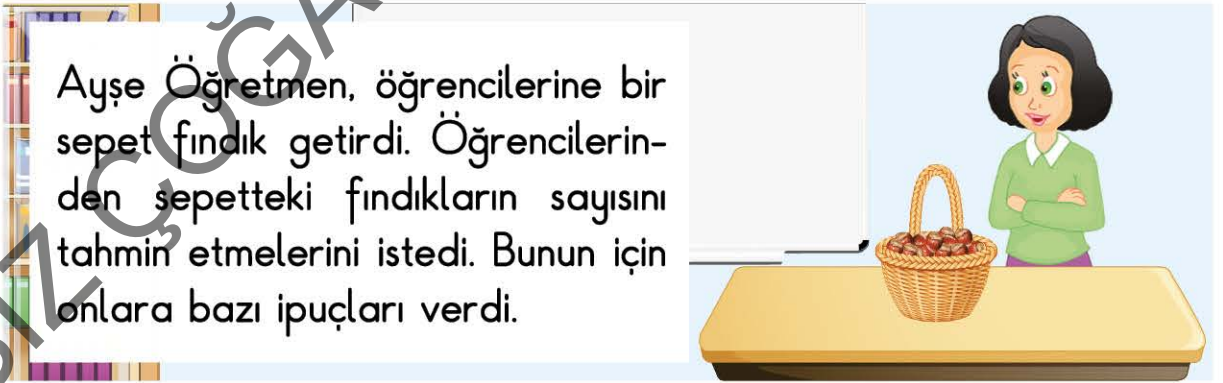 Ayşe Öğretmen, öğrencilerine bir
sepet fındık getirdi. Öğrencilerin-
den sepetteki fındıkların sayısını
tahmin etmelerini istedi. Bunun için
onlara bazı ipuçları verdi.